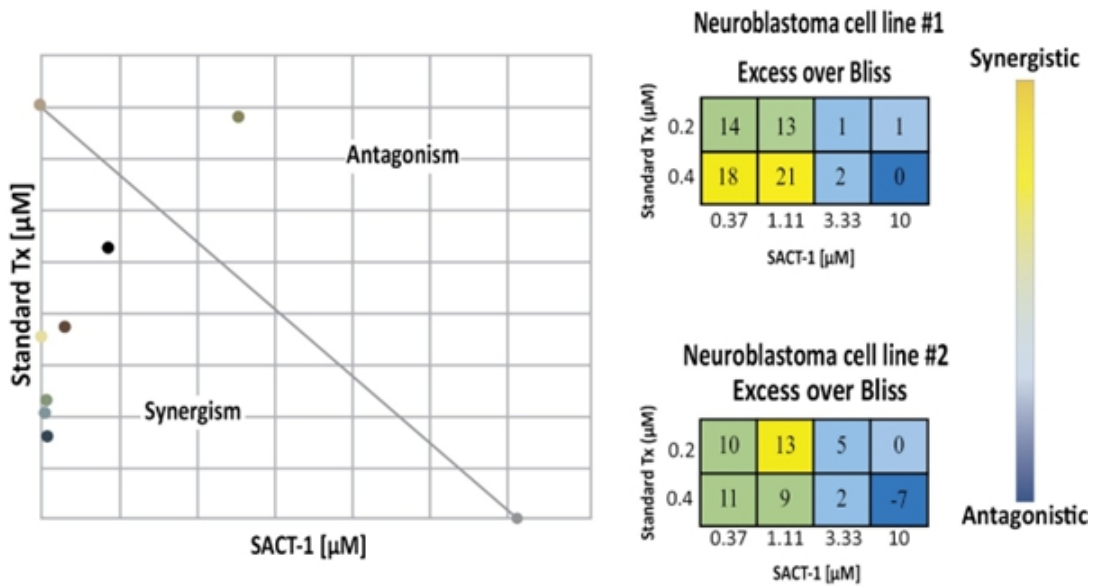 Standard Tx [µM]
Antagonism
Synergism
SACT-1 [µM]
Neuroblastoma cell line #1
Excess over Bliss
Standard Tx (µM)
0.2 14 13 1 1
0.4 18 21 2 0
0.37 1.11 3.33 10
SACT-1 [µM]
Neuroblastoma cell line #2
Excess over Bliss
Standard Tx (µM)
0.2 10 13 5 0
0.4 11 9 2 -7
0.37 1.11 3.33 10
SACT-1 [µM]
Synergistic
Antagonistic